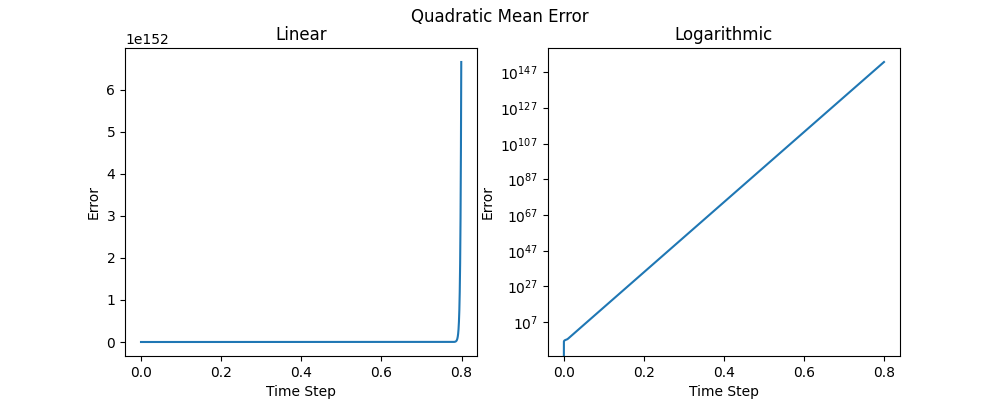 Quadratic Mean Error
Linear
1e152
6
5
4
3
2
1
0
Error
0.0 0.2 0.4 0.6 0.8
Time Step
Logarithmic
10^147
10^127
10^107
10^87
10^67
10^47
10^27
10^7
Error
0.0 0.2 0.4 0.6 0.8
Time Step